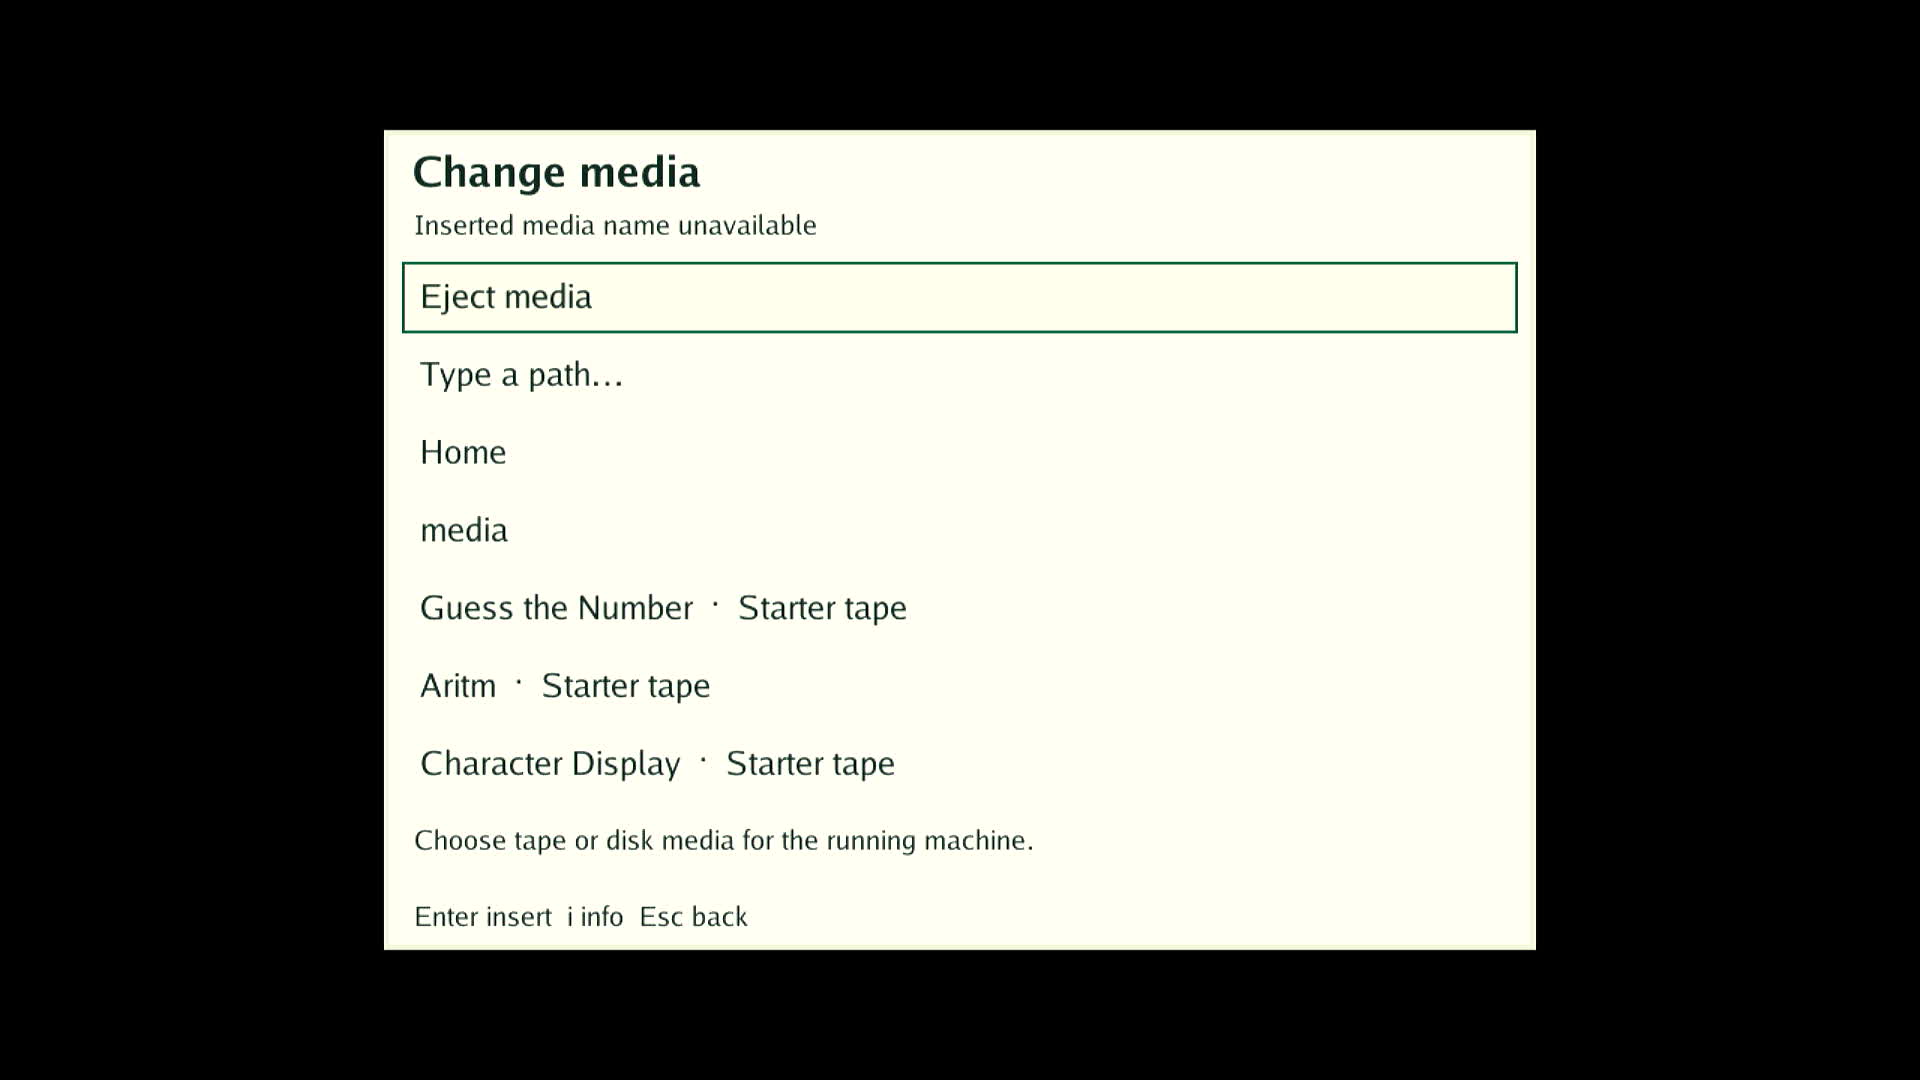 Change media
Inserted media name unavailable
Eject media
Type a path...
Home
media
Guess the Number · Starter tape
Aritm · Starter tape
Character Display · Starter tape
Choose tape or disk media for the running machine.
Enter insert  i info  Esc back